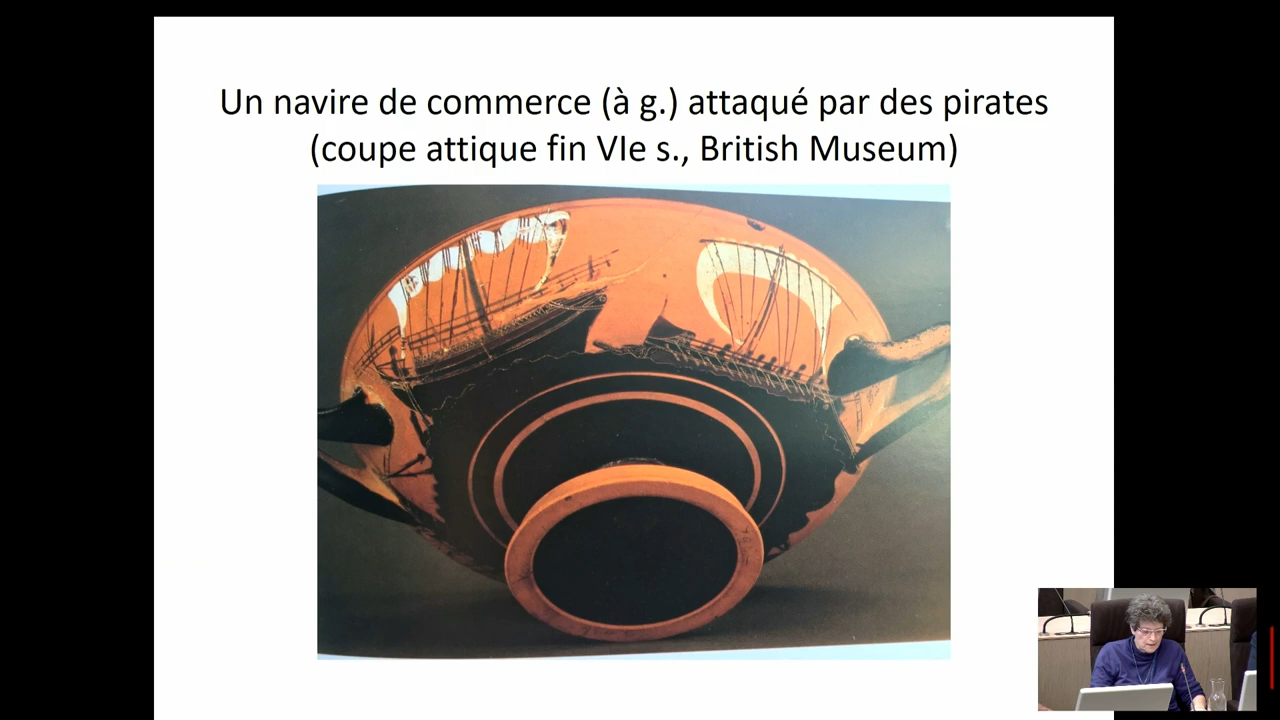 Un navire de commerce (à g.) attaqué par des pirates
(coupe attique fin VIe s., British Museum)